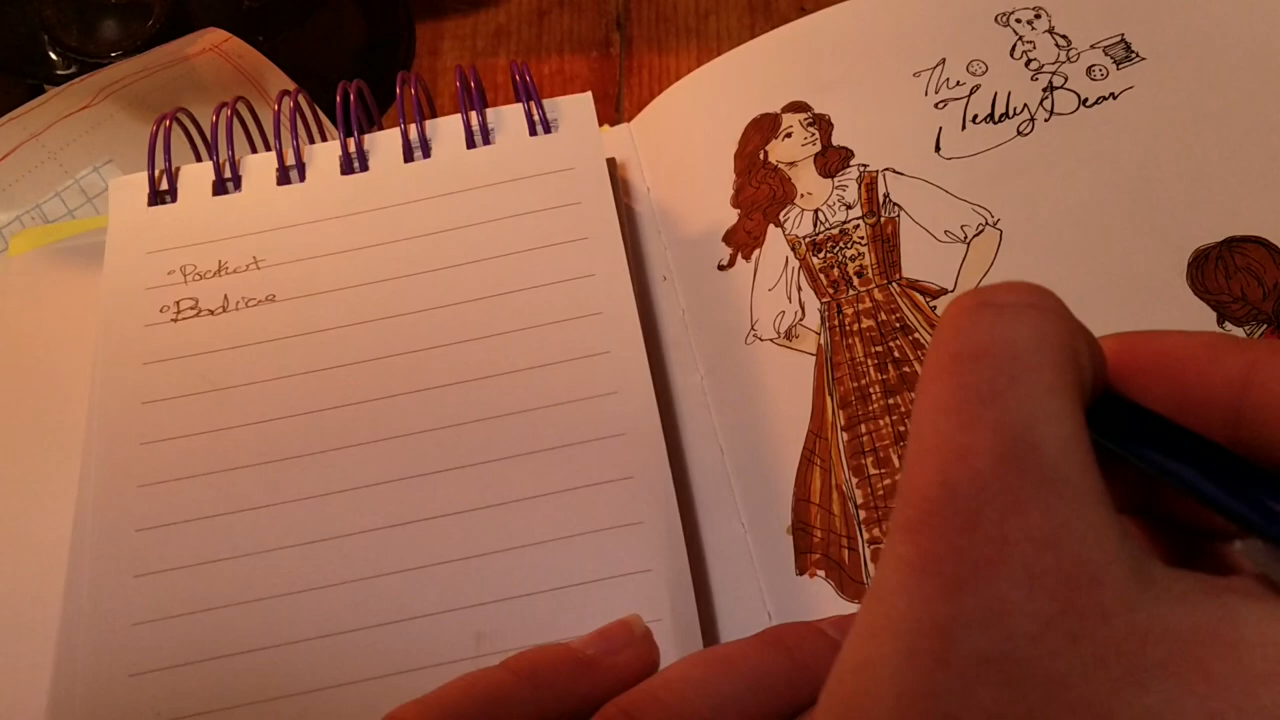 • Pocket
• Bodice
The
Teddy Bear